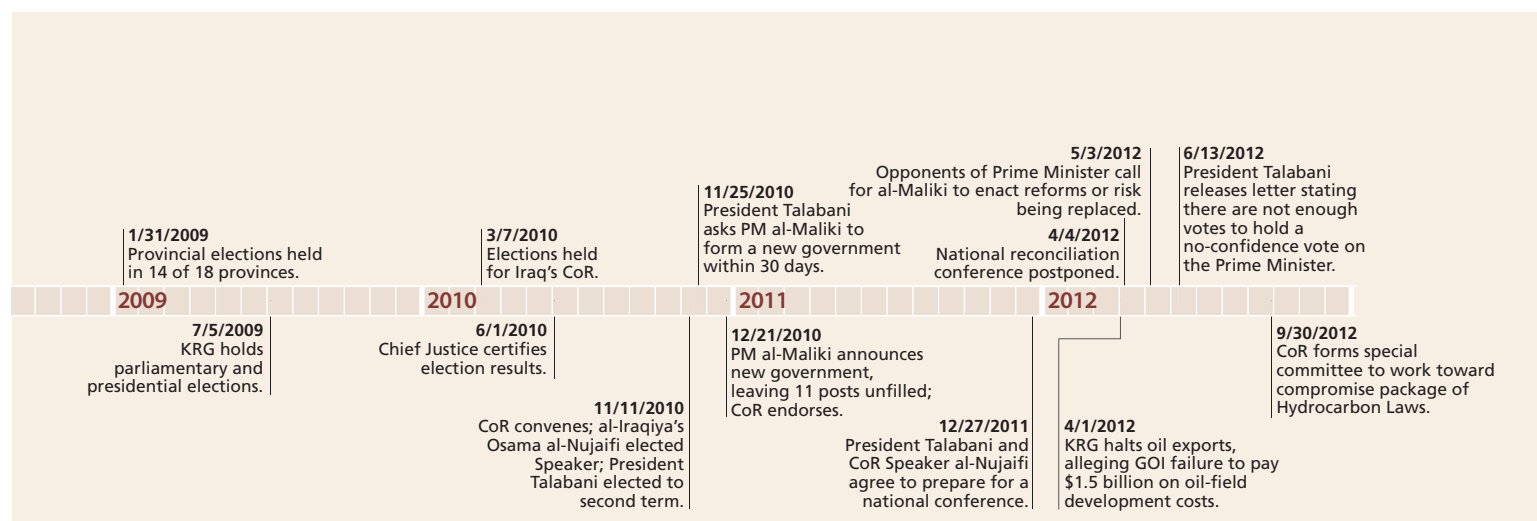 5/3/2012
Opponents of Prime Minister call
for al-Maliki to enact reforms or risk
being replaced.
6/13/2012
President Talabani
releases letter stating
there are not enough
votes to hold a
no-confidence vote on
the Prime Minister.
11/25/2010
President Talabani
asks PM al-Maliki to
form a new government
within 30 days.
1/31/2009
Provincial elections held
in 14 of 18 provinces.
3/7/2010
Elections held
for Iraq’s CoR.
4/4/2012
National reconciliation
conference postponed.
2009
2010
2011
2012
7/5/2009
KRG holds
parliamentary and
presidential elections.
6/1/2010
Chief Justice certifies
election results.
11/11/2010
CoR convenes; al-Iraqiya’s
Osama al-Nujaifi elected
Speaker; President
Talabani elected to
second term.
12/21/2010
PM al-Maliki announces
new government,
leaving 11 posts unfilled;
CoR endorses.
12/27/2011
President Talabani and
CoR Speaker al-Nujaifi
agree to prepare for a
national conference.
4/1/2012
KRG halts oil exports,
alleging GOI failure to pay
$1.5 billion on oil-field
development costs.
9/30/2012
CoR forms special
committee to work toward
compromise package of
Hydrocarbon Laws.